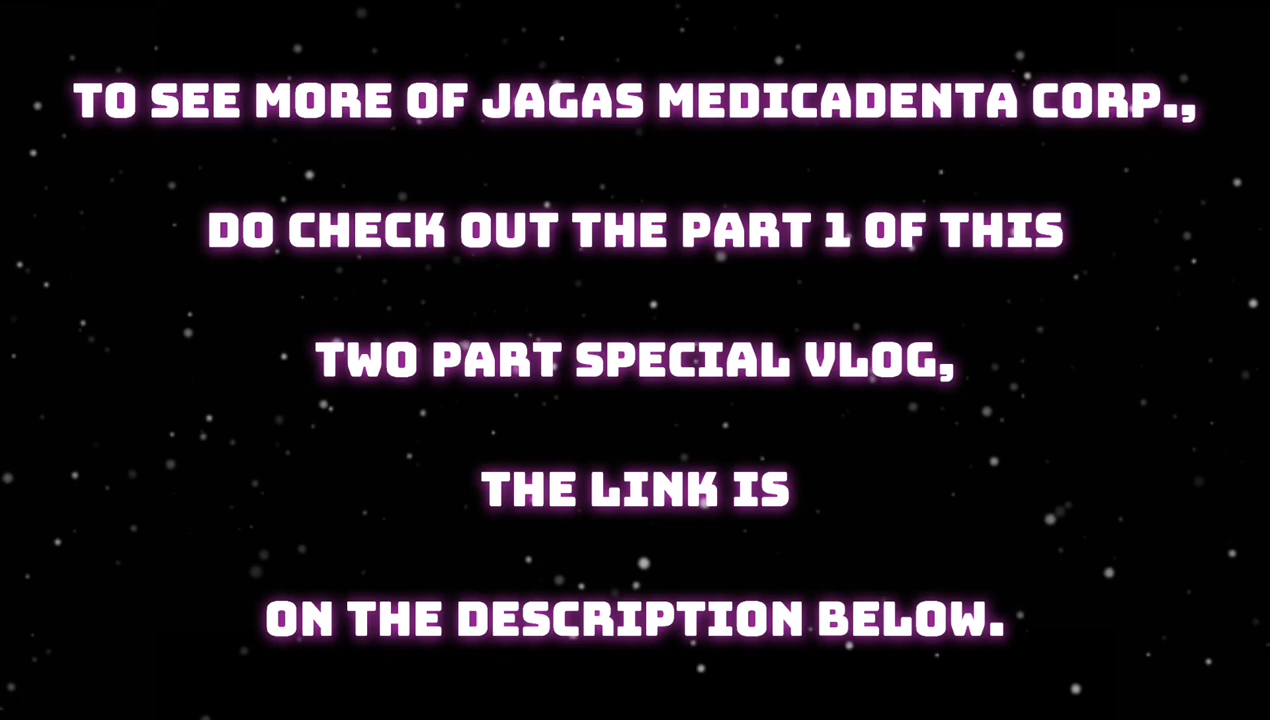 TO SEE MORE OF JAGAS MEDICADENTA CORP.,
DO CHECK OUT THE PART 1 OF THIS
TWO PART SPECIAL VLOG,
THE LINK IS
ON THE DESCRIPTION BELOW.